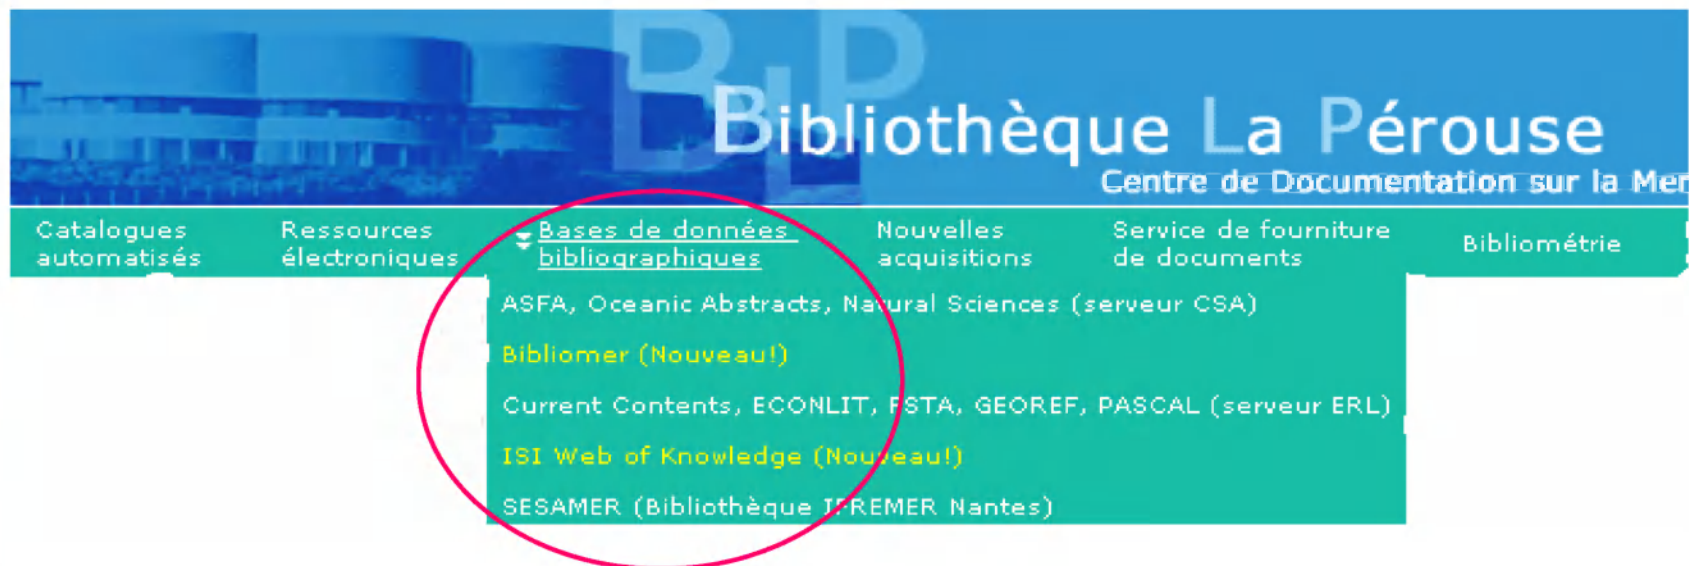 BLP
Bibliothèque La Pérouse
Centre de Documentation sur la Mer
Catalogues automatisés
Ressources électroniques
Bases de données bibliographiques
Nouvelles acquisitions
Service de fourniture de documents
Bibliométrie
ASFA, Oceanic Abstracts, Natural Sciences (serveur CSA)
Bibliomer (Nouveau!)
Current Contents, ECONLIT, FSTA, GEOREF, PASCAL (serveur ERL)
ISI Web of Knowledge (Nouveau!)
SESAMER (Bibliothèque IFREMER Nantes)